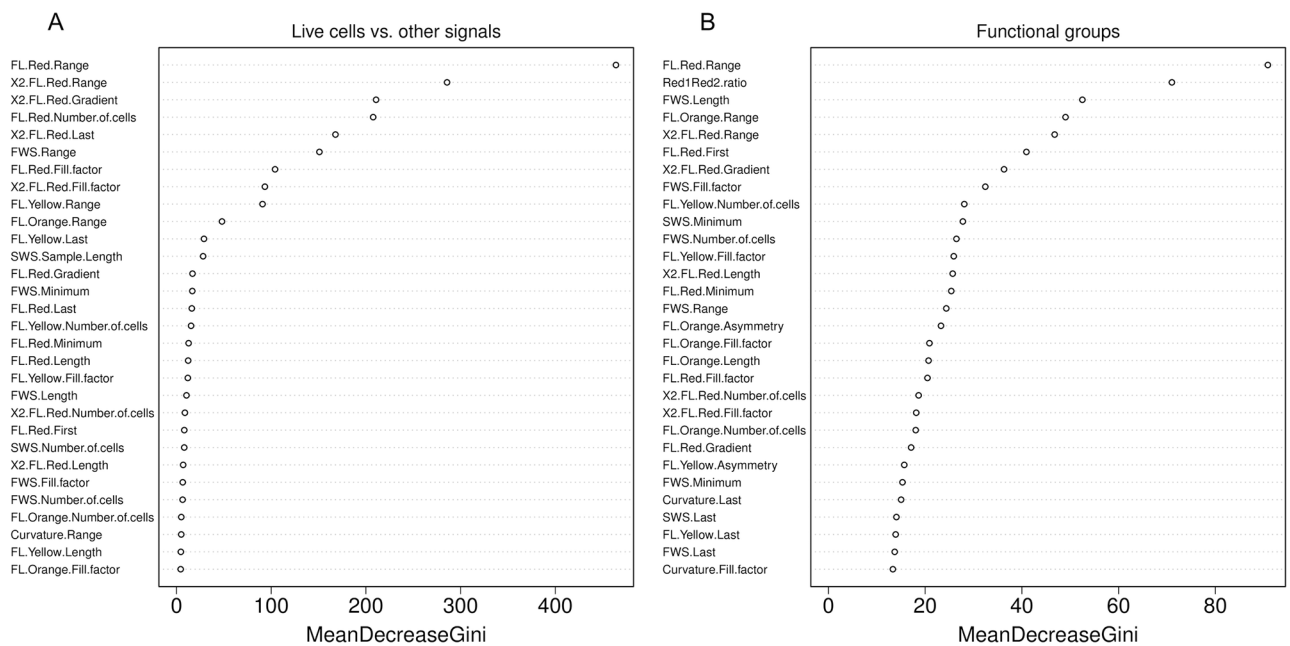 A
Live cells vs. other signals
FL.Red.Range
X2.FL.Red.Range
X2.FL.Red.Gradient
FL.Red.Number.of.cells
X2.FL.Red.Last
FWS.Range
FL.Red.Fill.factor
X2.FL.Red.Fill.factor
FL.Yellow.Range
FL.Orange.Range
FL.Yellow.Last
SWS.Sample.Length
FL.Red.Gradient
FWS.Minimum
FL.Red.Last
FL.Yellow.Number.of.cells
FL.Red.Minimum
FL.Red.Length
FL.Yellow.Fill.factor
FWS.Length
X2.FL.Red.Number.of.cells
FL.Red.First
SWS.Number.of.cells
X2.FL.Red.Length
FWS.Fill.factor
FWS.Number.of.cells
FL.Orange.Number.of.cells
Curvature.Range
FL.Yellow.Length
FL.Orange.Fill.factor
0 100 200 300 400
MeanDecreaseGini
B
Functional groups
FL.Red.Range
Red1Red2.ratio
FWS.Length
FL.Orange.Range
X2.FL.Red.Range
FL.Red.First
X2.FL.Red.Gradient
FWS.Fill.factor
FL.Yellow.Number.of.cells
SWS.Minimum
FWS.Number.of.cells
FL.Yellow.Fill.factor
X2.FL.Red.Length
FL.Red.Minimum
FWS.Range
FL.Orange.Asymmetry
FL.Orange.Fill.factor
FL.Orange.Length
FL.Red.Fill.factor
X2.FL.Red.Number.of.cells
X2.FL.Red.Fill.factor
FL.Orange.Number.of.cells
FL.Red.Gradient
FL.Yellow.Asymmetry
FWS.Minimum
Curvature.Last
SWS.Last
FL.Yellow.Last
FWS.Last
Curvature.Fill.factor
0 20 40 60 80
MeanDecreaseGini